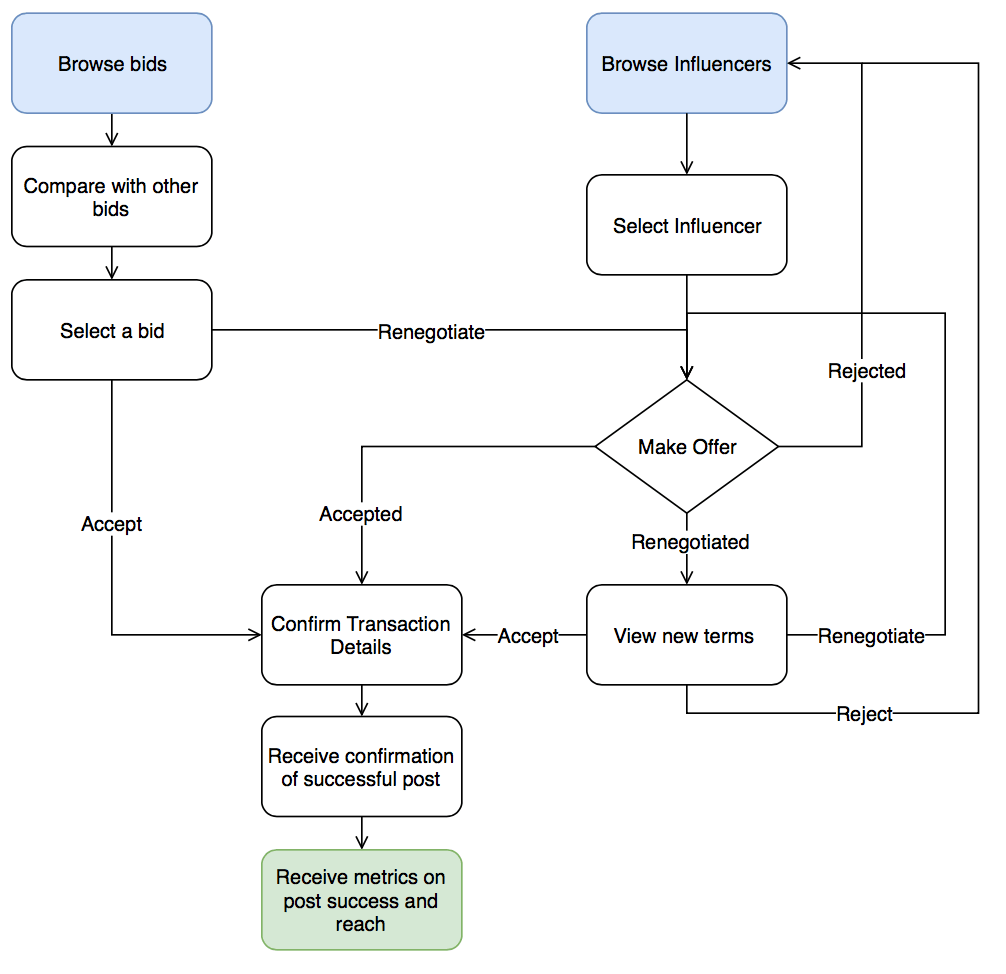 Browse bids
Browse Influencers
Compare with other
bids
Select Influencer
Select a bid
Renegotiate
Rejected
Make Offer
Accepted
Accept
Renegotiated
Confirm Transaction
Details
Accept
View new terms
Renegotiate
Reject
Receive confirmation
of successful post
Receive metrics on
post success and
reach